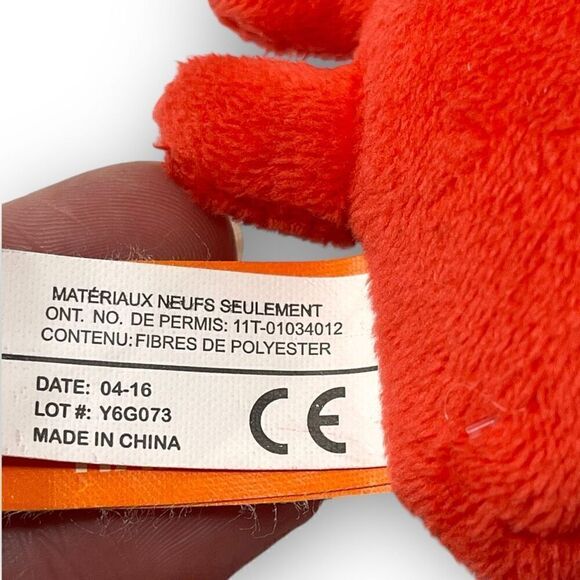 MATÉRIAUX NEUFS SEULEMENT
ONT. NO. DE PERMIS: 11T-01034012
CONTENU: FIBRES DE POLYESTER
DATE: 04-16
LOT #: Y6G073
MADE IN CHINA
CE